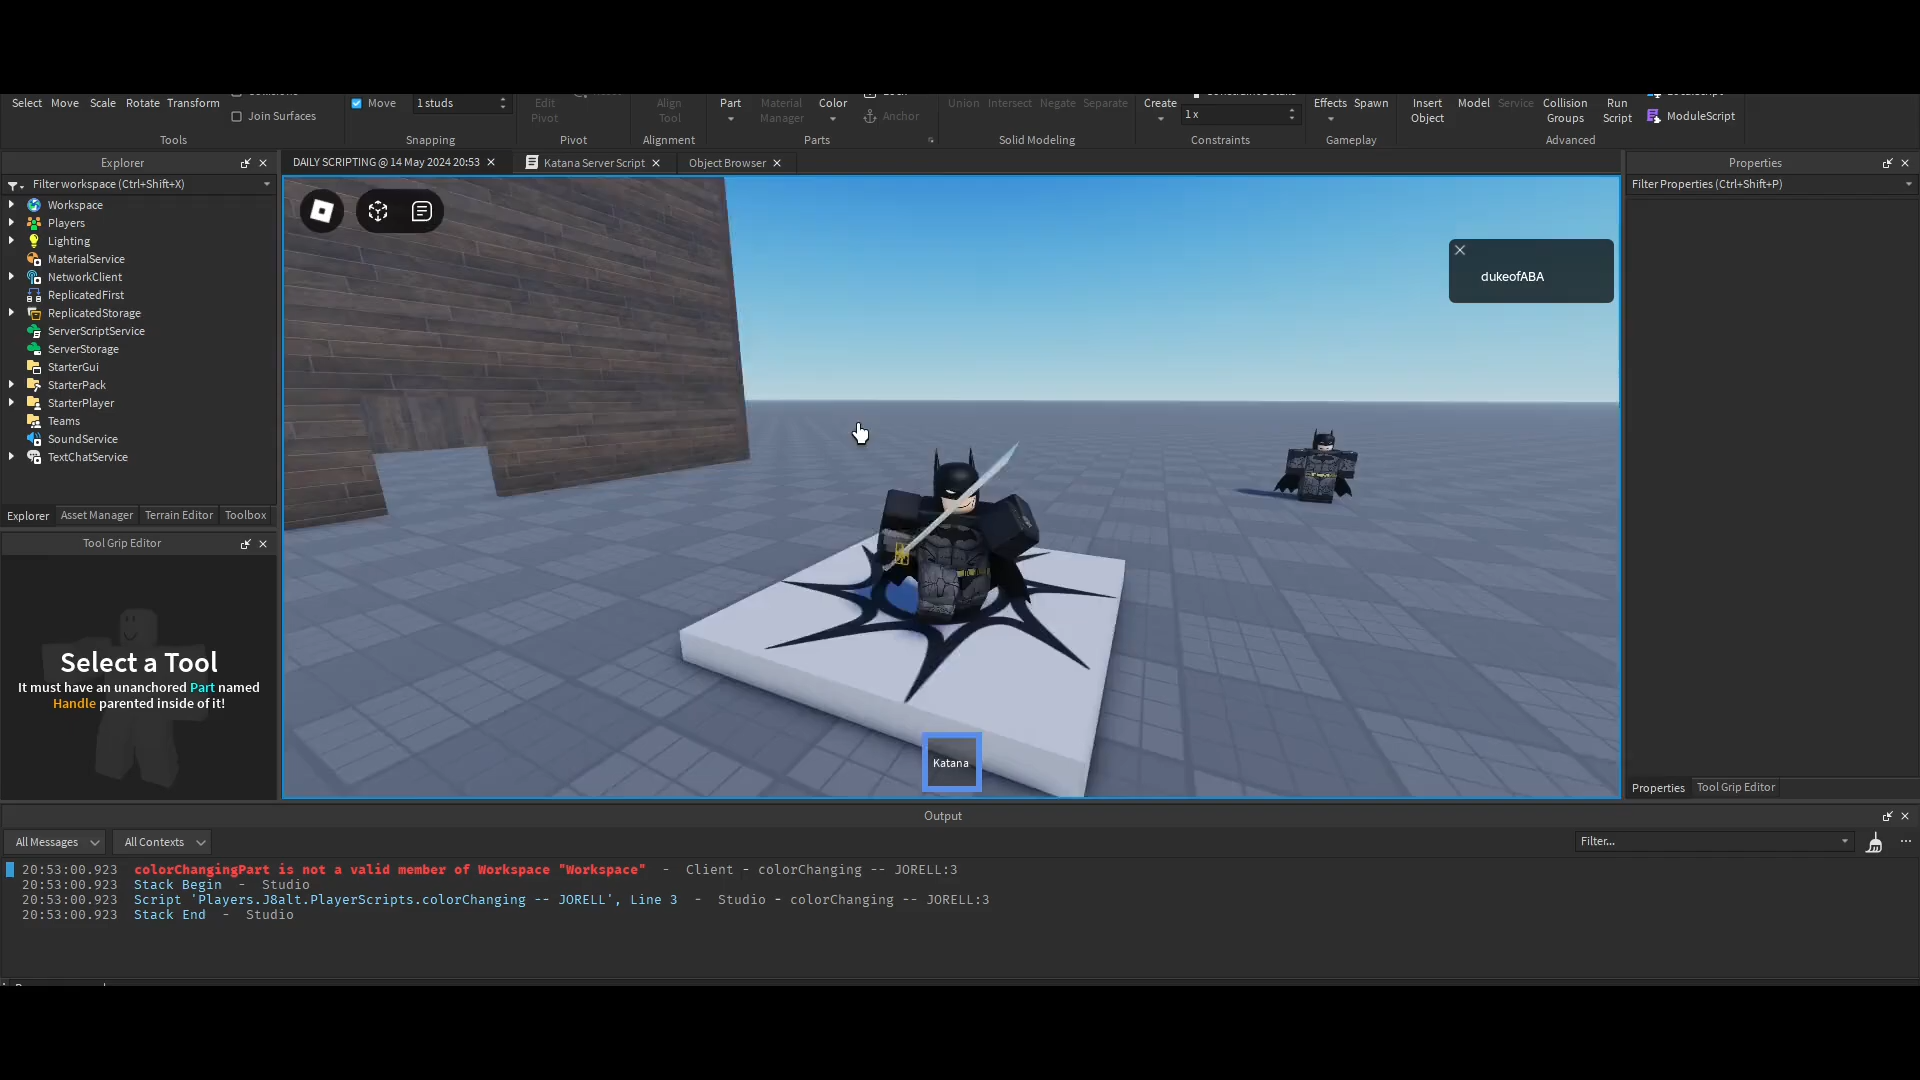 Select Move Scale Rotate Transform
Join Surfaces
Tools
Move 1 studs
Snapping
Edit Pivot
Pivot
Align Tool
Alignment
Part Material Manager Color
Anchor
Parts
Union Intersect Negate Separate
Solid Modeling
Create
1 x
Constraints
Effects Spawn
Gameplay
Insert Object Model Service Collision Groups Run Script
ModuleScript
Advanced
Explorer
Filter workspace (Ctrl+Shift+X)
Workspace
Players
Lighting
MaterialService
NetworkClient
ReplicatedFirst
ReplicatedStorage
ServerScriptService
ServerStorage
StarterGui
StarterPack
StarterPlayer
Teams
SoundService
TextChatService
Explorer Asset Manager Terrain Editor Toolbox
Tool Grip Editor
Select a Tool
It must have an unanchored Part named
Handle parented inside of it!
DAILY SCRIPTING @ 14 May 2024 20:53 Katana Server Script Object Browser
dukeofABA
Katana
Properties
Filter Properties (Ctrl+Shift+P)
Properties Tool Grip Editor
Output
All Messages All Contexts Filter...
20:53:00.923 colorChangingPart is not a valid member of Workspace "Workspace" - Client - colorChanging -- JORELL:3
20:53:00.923 Stack Begin - Studio
20:53:00.923 Script 'Players.J8alt.PlayerScripts.colorChanging -- JORELL', Line 3 - Studio - colorChanging -- JORELL:3
20:53:00.923 Stack End - Studio